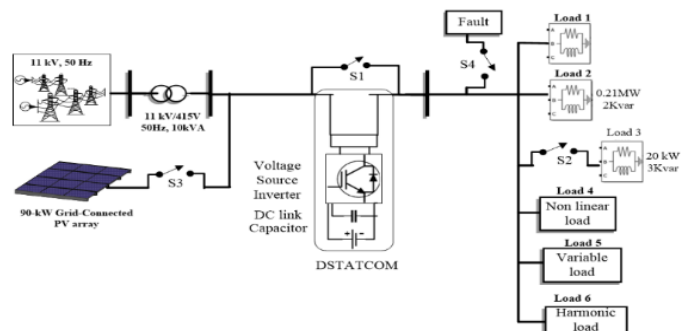 11 kV, 50 Hz
11 kV/415V
50Hz, 10kVA
90-kW Grid-Connected
PV array
S3
S1
Voltage
Source
Inverter
DC link
Capacitor
+ -
DSTATCOM
Fault
S4
Load 1
A
B
C
Load 2
A
B
C
0.21MW
2Kvar
S2
Load 3
A
B
C
20 kW
3Kvar
Load 4
Non linear
load
Load 5
Variable
load
Load 6
Harmonic
load